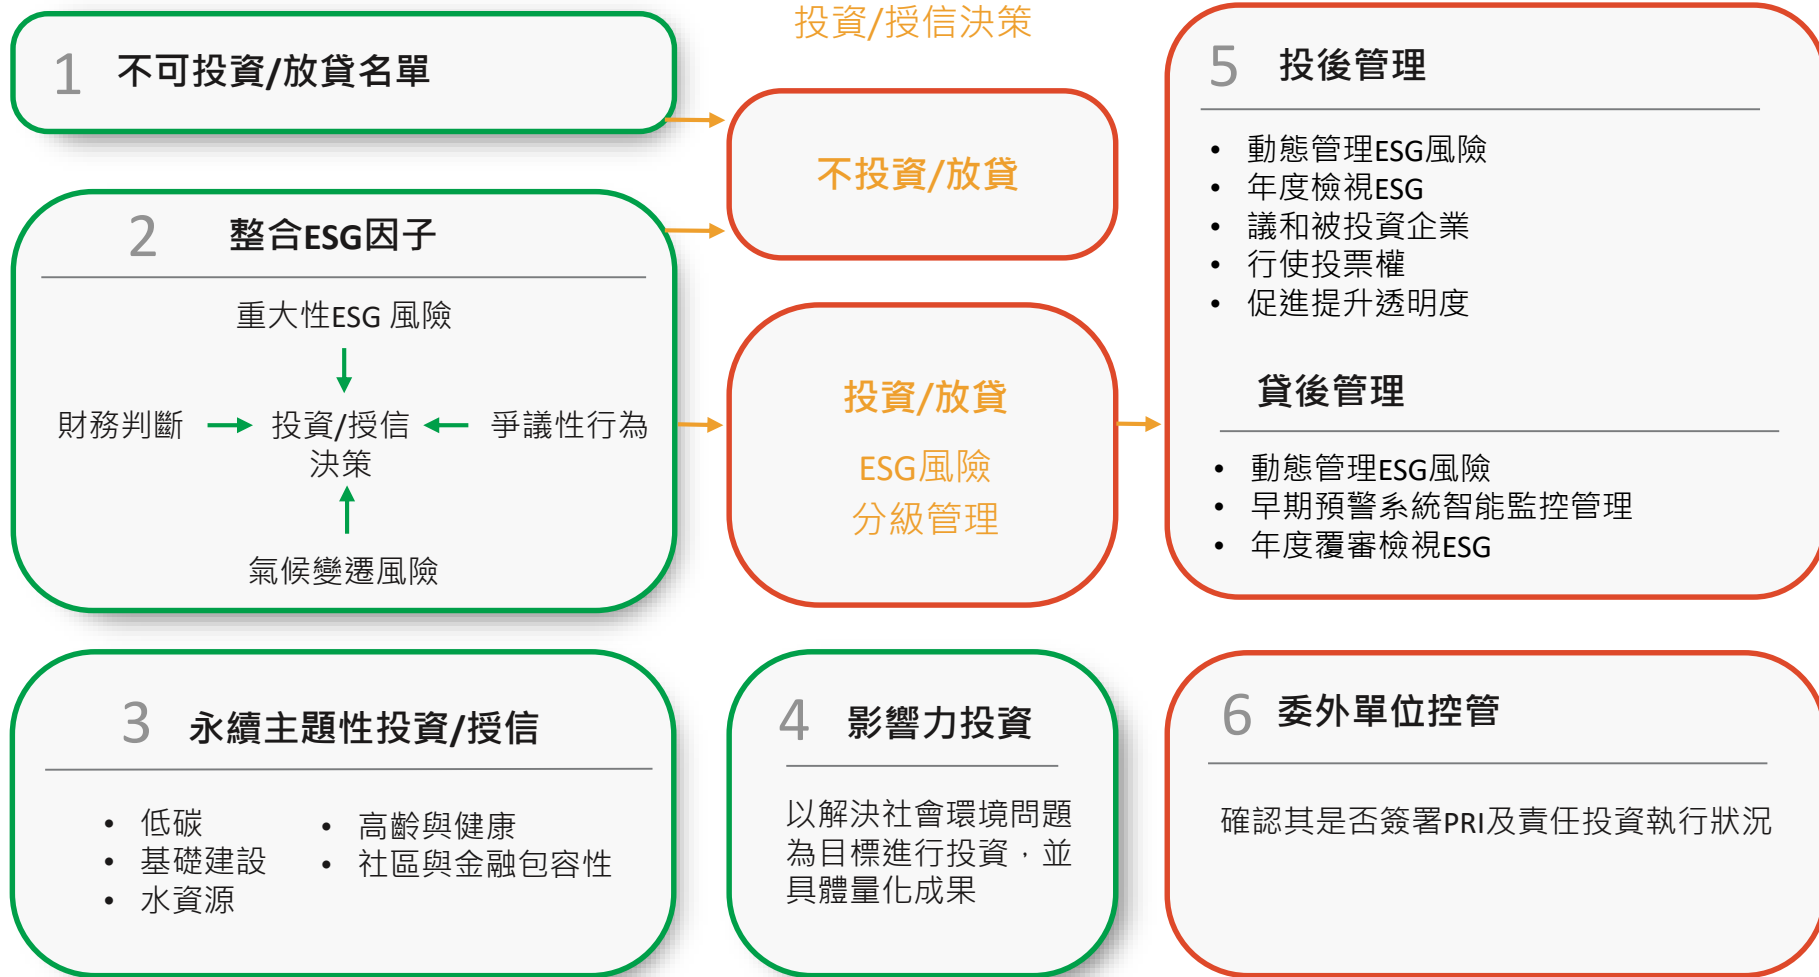 投資/授信決策
1 不可投資/放貸名單
不投資/放貸
2 整合ESG因子
重大性ESG 風險
財務判斷
投資/授信
決策
爭議性行為
氣候變遷風險
投資/放貸
ESG風險
分級管理
5 投後管理
• 動態管理ESG風險
• 年度檢視ESG
• 議和被投資企業
• 行使投票權
• 促進提升透明度
貸後管理
• 動態管理ESG風險
• 早期預警系統智能監控管理
• 年度覆審檢視ESG
3 永續主題性投資/授信
• 低碳
• 基礎建設
• 水資源
• 高齡與健康
• 社區與金融包容性
4 影響力投資
以解決社會環境問題
為目標進行投資，並
具體量化成果
6 委外單位控管
確認其是否簽署PRI及責任投資執行狀況